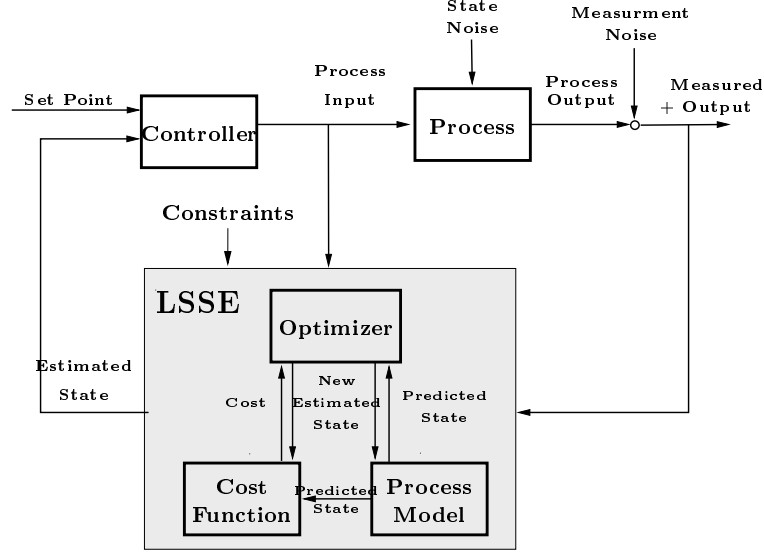 State
Noise
Measurment
Noise
Process
Input
Process
Output
Measured
+ Output
Set Point
Controller
Process
Constraints
LSSE
Optimizer
Estimated
State
Cost
New
Estimated
State
Predicted
State
Cost
Function
Predicted
State
Process
Model